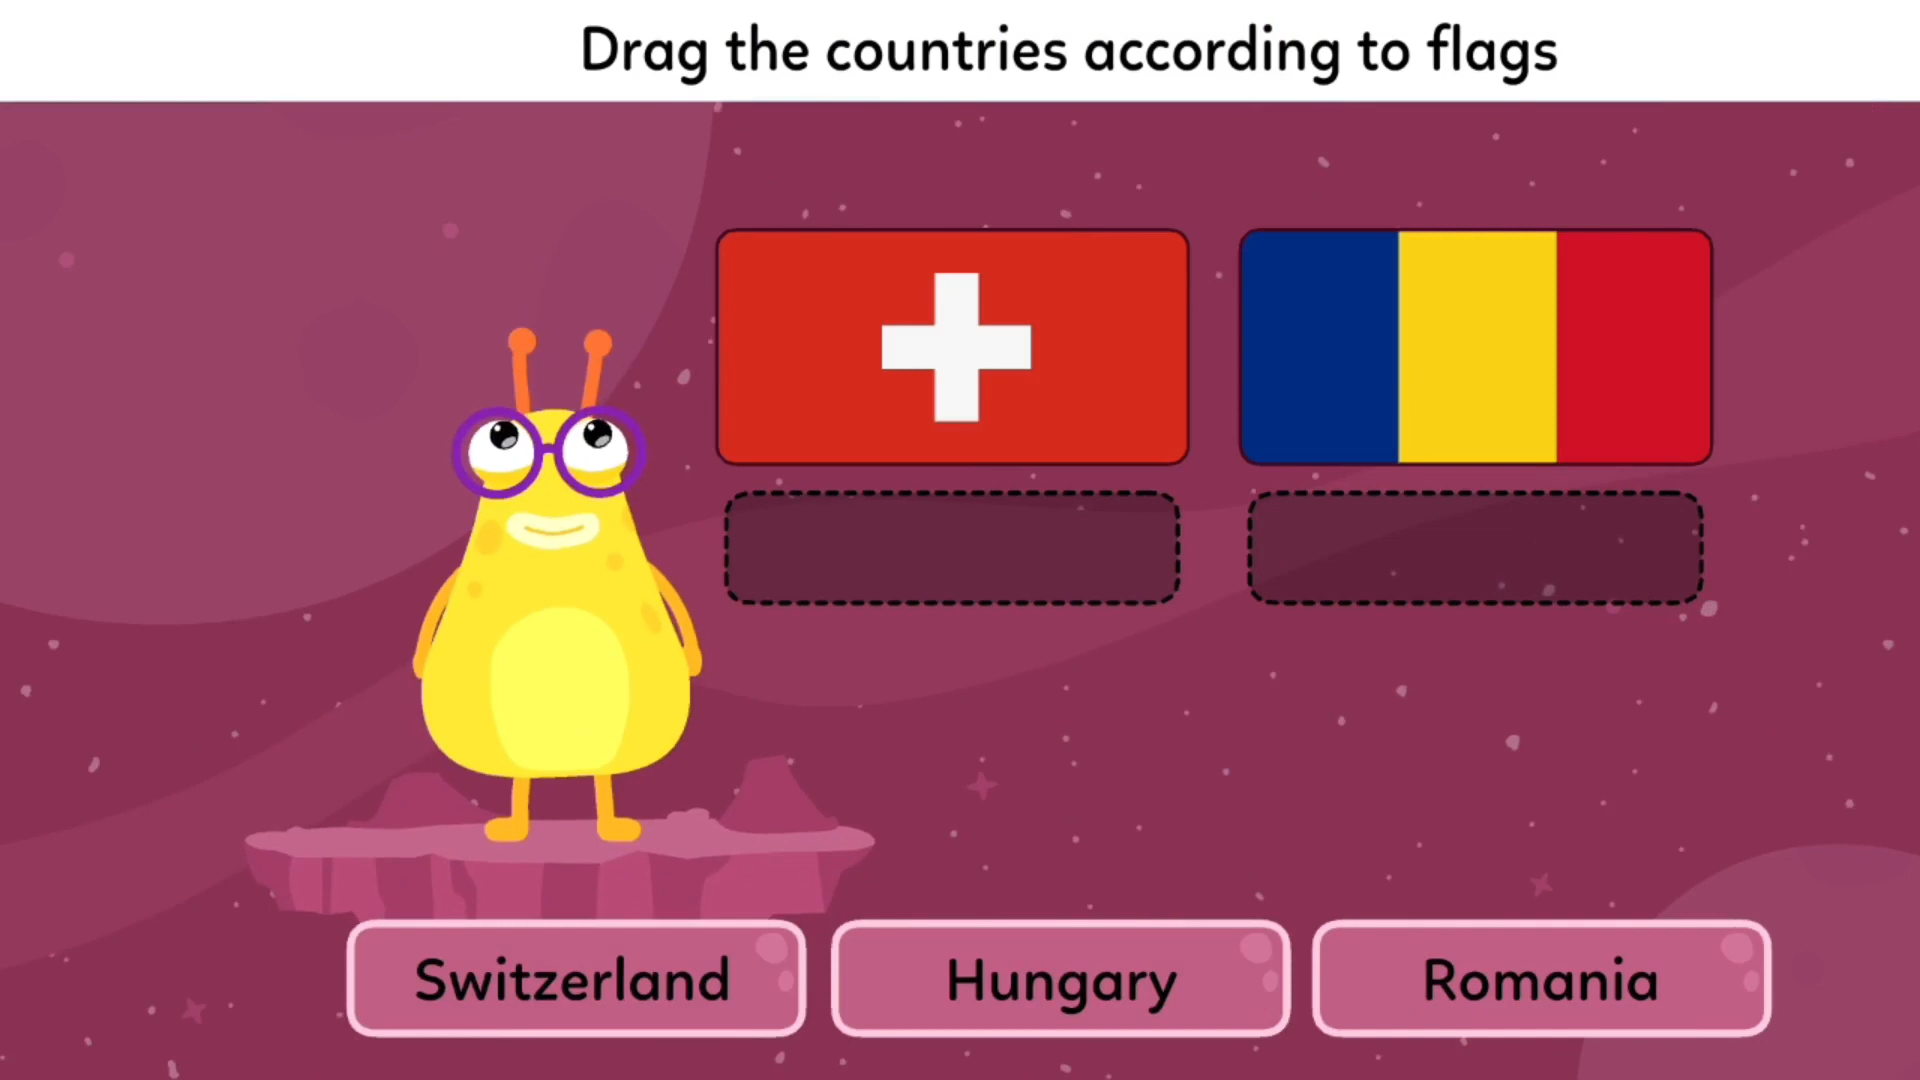 Drag the countries according to flags
Switzerland
Hungary
Romania